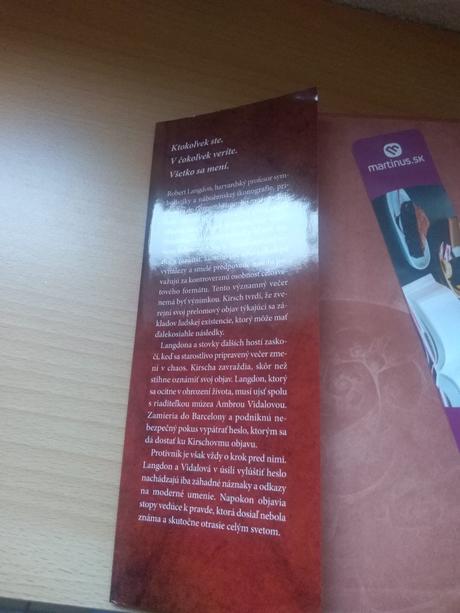 Ktokoľvek ste.
V čokoľvek veríte.
Všetko sa mení.
Robert Langdon, harvardský profesor sym-
boliky a náboženskej ikonografie, pri-
vynálezy a smelé predpovede
važujú za kontroverznú osobnosť celosve-
tového formátu. Tento významný večer
nemá byť výnimkou. Kirsch tvrdí, že zve-
rejní svoj prelomový objav týkajúci sa zá-
kladov ľudskej existencie, ktorý môže mať
ďalekosiahle následky.
Langdona a stovky ďalších hostí zasko-
čí, keď sa starostlivo pripravený večer zme-
ní v chaos. Kirscha zavraždia, skôr než
stihne oznámiť svoj objav. Langdon, ktorý
sa ocitne v ohrození života, musí ujsť spolu
s riaditeľkou múzea Ambrou Vidalovou.
Zamieria do Barcelony a podniknú ne-
bezpečný pokus vypátrať heslo, ktorým sa
dá dostať ku Kirschovmu objavu.
Protivník je však vždy o krok pred nimi.
Langdon a Vidalová v úsilí vylúštiť heslo
nachádzajú iba záhadné náznaky a odkazy
na moderné umenie. Napokon objavia
stopy vedúce k pravde, ktorá dosiaľ nebola
známa a skutočne otrasie celým svetom.
martinus.sk